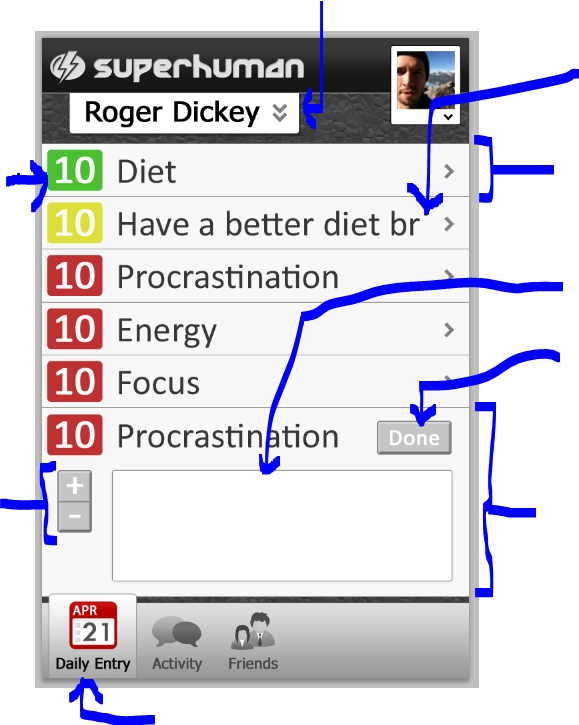 superhuman
Roger Dickey
10 Diet
10 Have a better diet br
10 Procrastination
10 Energy
10 Focus
10 Procrastination Done
+
-
APR
21
Daily Entry Activity Friends